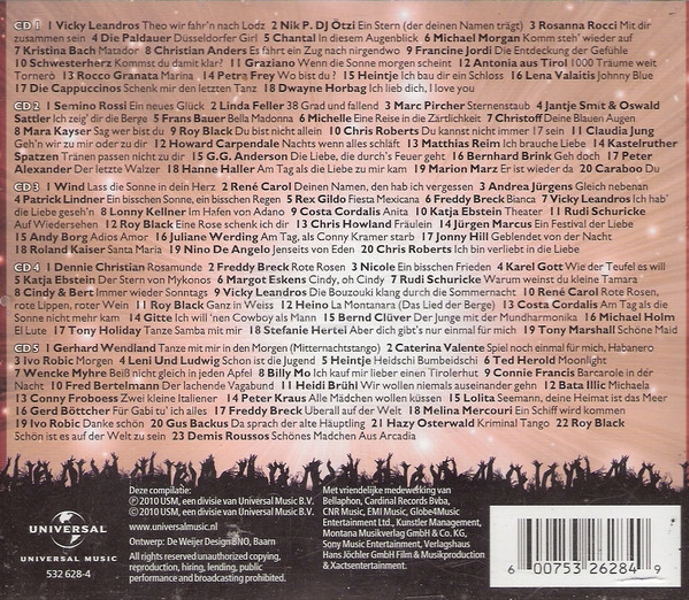 CD 1 1 Vicky Leandros Theo wir fahr'n nach Lodz 2 Nik P. DJ Ötzi Ein Stern (der deinen Namen trägt) 3 Rosanna Rocci Mit dir
zusammen sein 4 Die Paldauer Düsseldorfer Girl 5 Chantal In diesem Augenblick 6 Michael Morgan Komm steh' wieder auf
7 Kristina Bach Matador 8 Christian Anders Es fährt ein Zug nach nirgendwo 9 Francine Jordi Die Entdeckung der Gefühle
10 Schwesterherz Kommst du damit klar? 11 Graziano Wenn die Sonne morgen scheint 12 Antonia aus Tirol 1000 Träume weit
Tornerò 13 Rocco Granata Marina 14 Petra Frey Wo bist du? 15 Heintje Ich bau dir ein Schloss 16 Lena Valaitis Johnny Blue
17 Die Cappuccinos Schenk mir den letzten Tanz 18 Dwayne Horbag Ich lieb dich, I love you
CD 2 1 Semino Rossi Ein neues Glück 2 Linda Feller 38 Grad und fallend 3 Marc Pircher Sternenstaub 4 Jantje Smit & Oswald
Sattler Ich zeig' dir die Berge 5 Frans Bauer Bella Madonna 6 Michelle Eine Reise in die Zärtlichkeit 7 Christoff Deine Blauen Augen
8 Mara Kayser Sag wer bist du 9 Roy Black Du bist nicht allein 10 Chris Roberts Du kannst nicht immer 17 sein 11 Claudia Jung
Geh'n wir zu mir oder zu dir 12 Howard Carpendale Nachts wenn alles schläft 13 Matthias Reim Ich brauche Liebe 14 Kastelruther
Spatzen Tränen passen nicht zu dir 15 G.G. Anderson Die Liebe, die durch's Feuer geht 16 Bernhard Brink Geh doch 17 Peter
Alexander Der letzte Walzer 18 Hanne Haller Am Tag als die Liebe zu mir kam 19 Marion Marz Er ist wieder da 20 Caraboo Du
CD 3 1 Wind Lass die Sonne in dein Herz 2 René Carol Deinen Namen, den hab ich vergessen 3 Andrea Jürgens Gleich nebenan
4 Patrick Lindner Ein bisschen Sonne, ein bisschen Regen 5 Rex Gildo Fiesta Mexicana 6 Freddy Breck Bianca 7 Vicky Leandros Ich hab'
die Liebe geseh'n 8 Lonny Kellner Im Hafen von Adano 9 Costa Cordalis Anita 10 Katja Ebstein Theater 11 Rudi Schuricke
Auf Wiedersehen 12 Roy Black Eine Rose schenk ich dir 13 Chris Howland Fräulein 14 Jürgen Marcus Ein Festival der Liebe
15 Andy Borg Adios Amor 16 Juliane Werding Am Tag, als Conny Kramer starb 17 Jonny Hill Geblendet von der Nacht
18 Roland Kaiser Santa Maria 19 Nino De Angelo Jenseits von Eden 20 Chris Roberts Ich bin verliebt in die Liebe
CD 4 1 Dennie Christian Rosamunde 2 Freddy Breck Rote Rosen 3 Nicole Ein bisschen Frieden 4 Karel Gott Wie der Teufel es will
5 Katja Ebstein Der Stern von Mykonos 6 Margot Eskens Cindy, oh Cindy 7 Rudi Schuricke Warum weinst du kleine Tamara
8 Cindy & Bert Immer wieder Sonntags 9 Vicky Leandros Die Bouzouki klang durch die Sommernacht 10 René Carol Rote Rosen,
rote Lippen, roter Wein 11 Roy Black Ganz in Weiss 12 Heino La Montanara (Das Lied der Berge) 13 Costa Cordalis Am Tag als die
Sonne nicht mehr kam 14 Gitte Ich will 'nen Cowboy als Mann 15 Bernd Clüver Der Junge mit der Mundharmonika 16 Michael Holm
El Lute 17 Tony Holiday Tanze Samba mit mir 18 Stefanie Hertel Aber dich gibt's nur einmal für mich 19 Tony Marshall Schöne Maid
CD 5 1 Gerhard Wendland Tanze mit mir in den Morgen (Mitternachtstango) 2 Caterina Valente Spiel noch einmal für mich, Habanero
3 Ivo Robic Morgen 4 Leni Und Ludwig Schon ist die Jugend 5 Heintje Heidschi Bumbeidschi 6 Ted Herold Moonlight
7 Wencke Myhre Beiß nicht gleich in jeden Apfel 8 Billy Mo Ich kauf mir lieber einen Tirolerhut 9 Connie Francis Barcarole in der
Nacht 10 Fred Bertelmann Der lachende Vagabund 11 Heidi Brühl Wir wollen niemals auseinander gehn 12 Bata Illic Michaela
13 Conny Froboess Zwei kleine Italiener 14 Peter Kraus Alle Mädchen wollen küssen 15 Lolita Seemann, deine Heimat ist das Meer
16 Gerd Böttcher Für Gabi tu' ich alles 17 Freddy Breck Uberall auf der Welt 18 Melina Mercouri Ein Schiff wird kommen
19 Ivo Robic Danke schön 20 Gus Backus Da sprach der alte Häuptling 21 Hazy Osterwald Kriminal Tango 22 Roy Black
Schön ist es auf der Welt zu sein 23 Demis Roussos Schönes Mädchen Aus Arcadia
UNIVERSAL
UNIVERSAL MUSIC
532 628-4
Deze compilatie:
℗ 2010 USM, een divisie van Universal Music B.V.
© 2010 USM, een divisie van Universal Music B.V.
www.universalmusic.nl
Ontwerp: De Weijer Design BNO, Baarn
All rights reserved unauthorized copying,
reproduction, hiring, lending, public
performance and broadcasting prohibited.
Met vriendelijke medewerking van
Bellaphon, Cardinal Records Bvba,
CNR Music, EMI Music, Globe4Music
Entertainment Ltd., Kunstler Management,
Montana Musikverlag GmbH & Co. KG,
Sony Music Entertainment, Verlagshaus
Hans Jöchler GmbH Film & Musikproduktion
& Xactsentertainment.
6 00753 26284 9